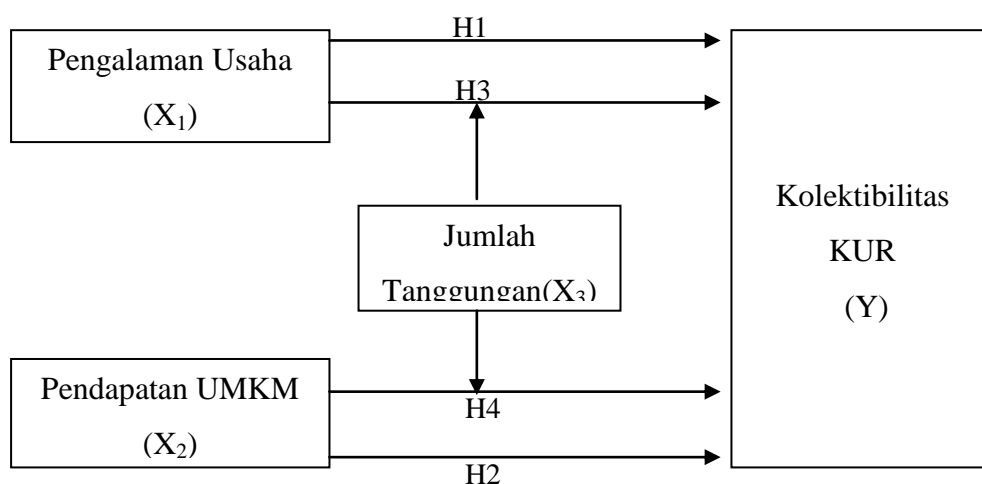 H1
Pengalaman Usaha
(X₁)
H3
Jumlah
Tanggungan(X₃)
Kolektibilitas
KUR
(Y)
Pendapatan UMKM
(X₂)
H4
H2